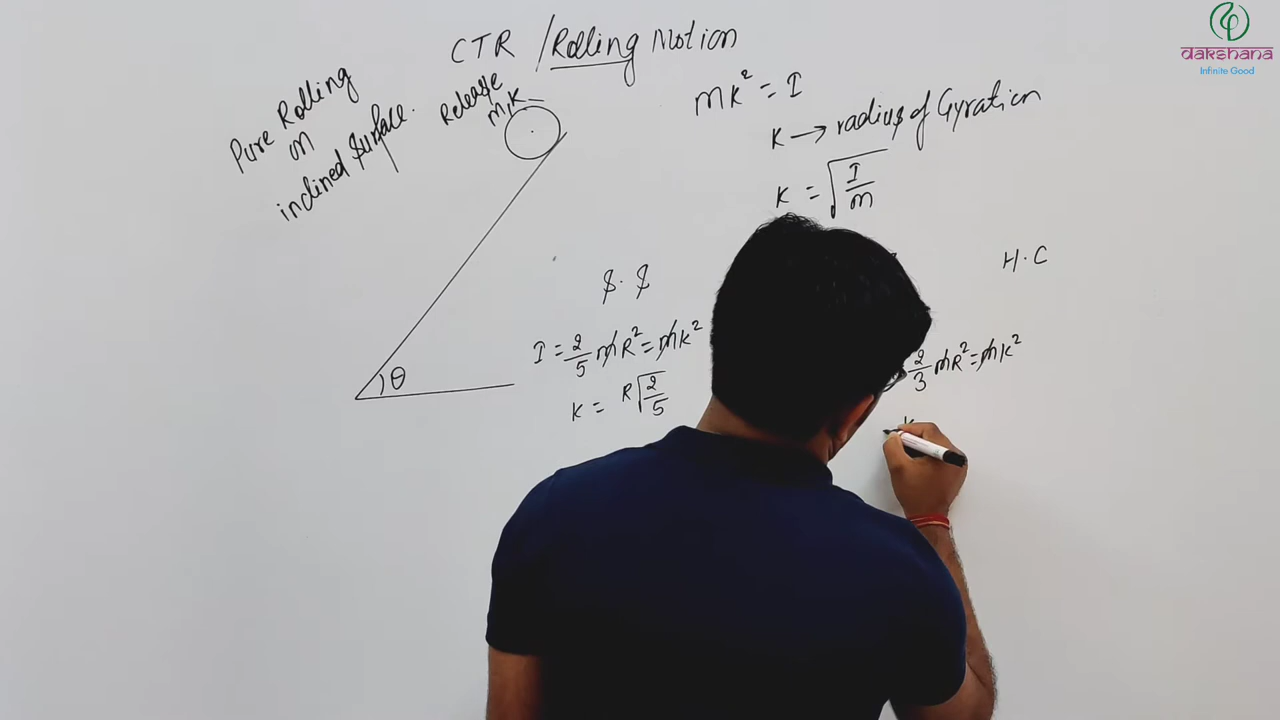 CTR / Rolling Motion
Pure Rolling
on
inclined Surface.
Release
m, K
mK² = I
K → radius of Gyration
K = √(I/m)
S.S
I = 2/5 mR² = mK²
K = R√(2/5)
H.C
2/3 mR² = mK²
K
θ
dakshana
Infinite Good